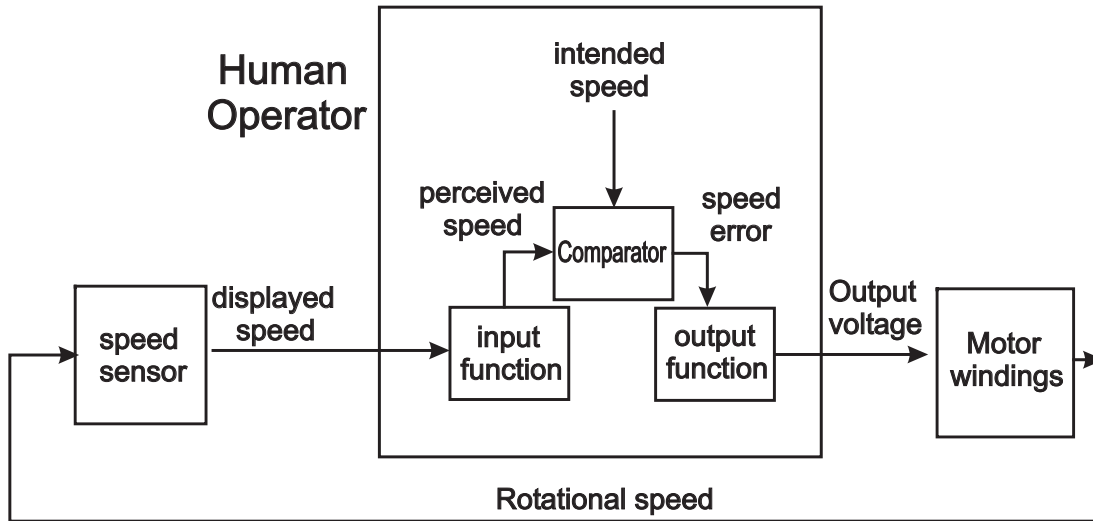 Human
Operator
intended
speed
perceived
speed
Comparator
speed
error
displayed
speed
speed
sensor
input
function
output
function
Output
voltage
Motor
windings
Rotational speed